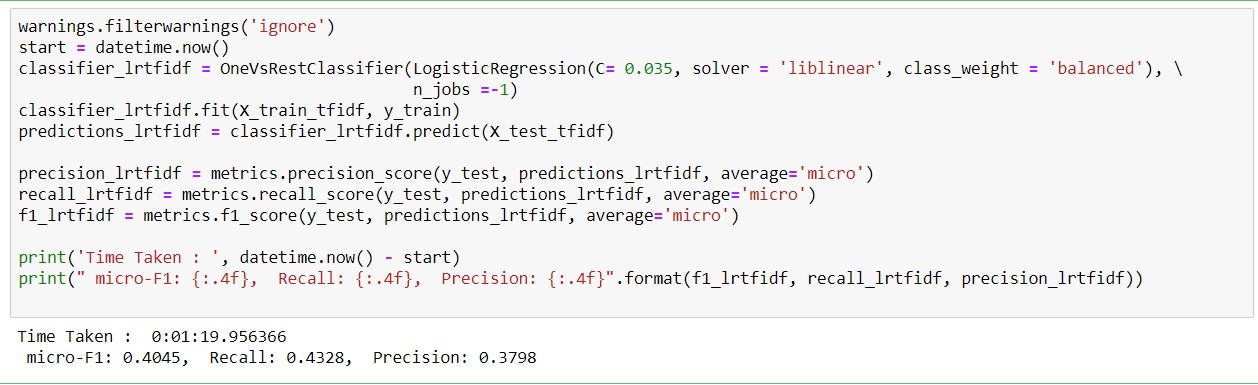 warnings.filterwarnings('ignore')
start = datetime.now()
classifier_lrtfidf = OneVsRestClassifier(LogisticRegression(C= 0.035, solver = 'liblinear', class_weight = 'balanced'), \
n_jobs =-1)
classifier_lrtfidf.fit(X_train_tfidf, y_train)
predictions_lrtfidf = classifier_lrtfidf.predict(X_test_tfidf)
precision_lrtfidf = metrics.precision_score(y_test, predictions_lrtfidf, average='micro')
recall_lrtfidf = metrics.recall_score(y_test, predictions_lrtfidf, average='micro')
f1_lrtfidf = metrics.f1_score(y_test, predictions_lrtfidf, average='micro')
print('Time Taken : ', datetime.now() - start)
print(" micro-F1: {:.4f},  Recall: {:.4f},  Precision: {:.4f}".format(f1_lrtfidf, recall_lrtfidf, precision_lrtfidf))
Time Taken :  0:01:19.956366
micro-F1: 0.4045,  Recall: 0.4328,  Precision: 0.3798